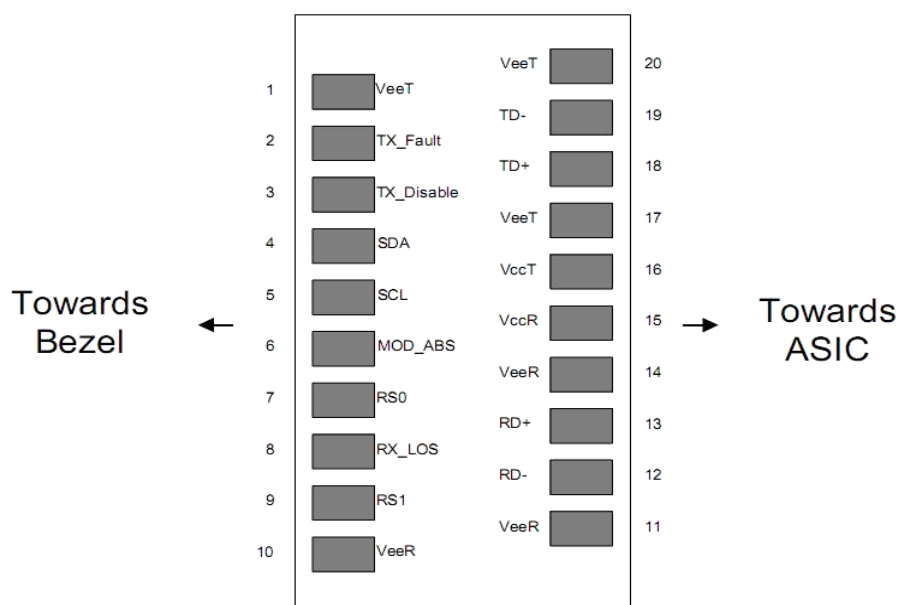 VeeT 20
1 VeeT
TD- 19
2 TX_Fault
TD+ 18
3 TX_Disable
VeeT 17
4 SDA
VccT 16
5 SCL
Towards
Bezel
VccR 15
Towards
ASIC
6 MOD_ABS
VeeR 14
7 RS0
RD+ 13
8 RX_LOS
RD- 12
9 RS1
VeeR 11
10 VeeR